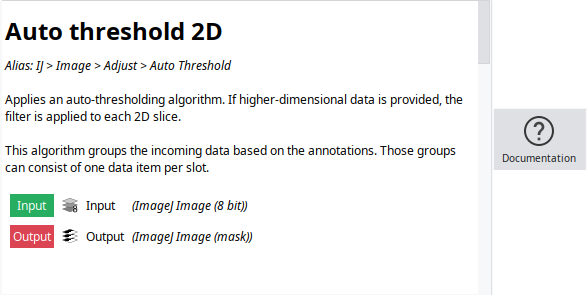 Auto threshold 2D
Alias: IJ > Image > Adjust > Auto Threshold
Applies an auto-thresholding algorithm. If higher-dimensional data is provided, the
filter is applied to each 2D slice.
This algorithm groups the incoming data based on the annotations. Those groups
can consist of one data item per slot.
Input 8 Input (ImageJ Image (8 bit))
Output Output (ImageJ Image (mask))
? Documentation